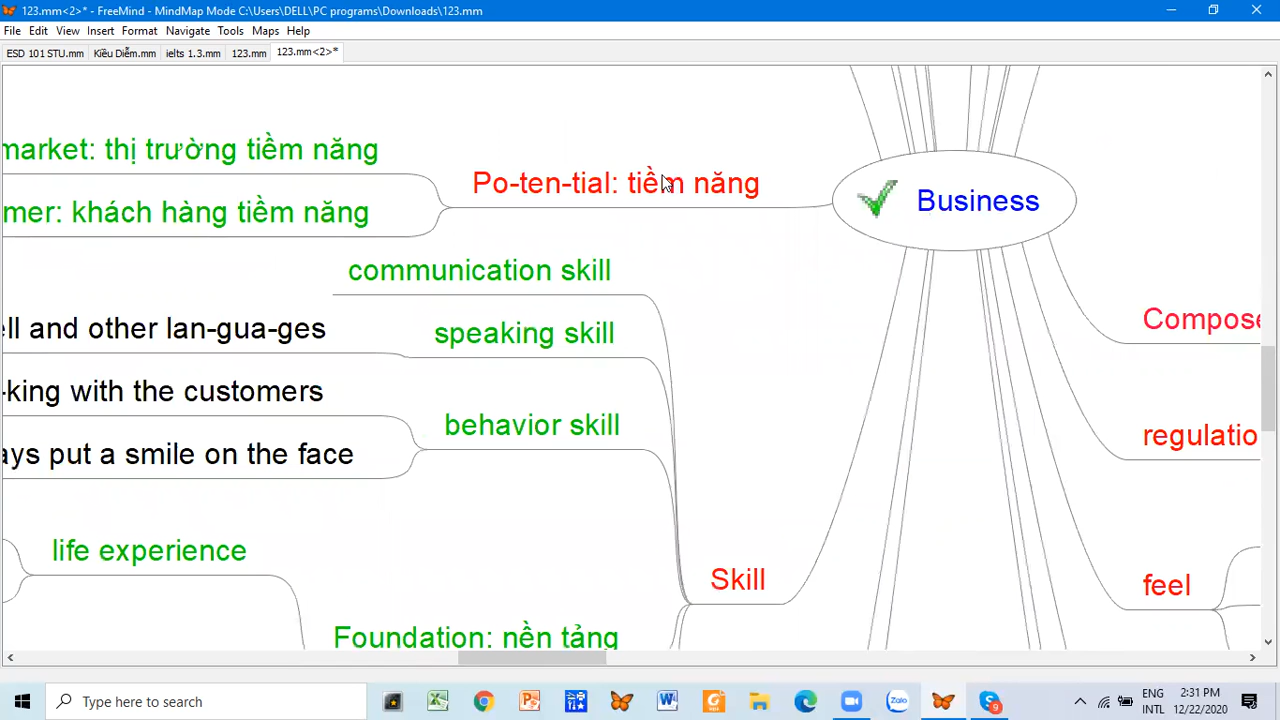 123.mm<2>* - FreeMind - MindMap Mode C:\Users\DELL\PC programs\Downloads\123.mm
File Edit View Insert Format Navigate Tools Maps Help
ESD 101 STU.mm Kiều Diễm.mm ielts 1.3.mm 123.mm 123.mm<2>*
market: thị trường tiềm năng
Po-ten-tial: tiềm năng
Business
mer: khách hàng tiềm năng
communication skill
ell and other lan-gua-ges
speaking skill
Compose
-king with the customers
behavior skill
regulatio
ays put a smile on the face
life experience
Skill
feel
Foundation: nền tảng
Type here to search
ENG
INTL
2:31 PM
12/22/2020